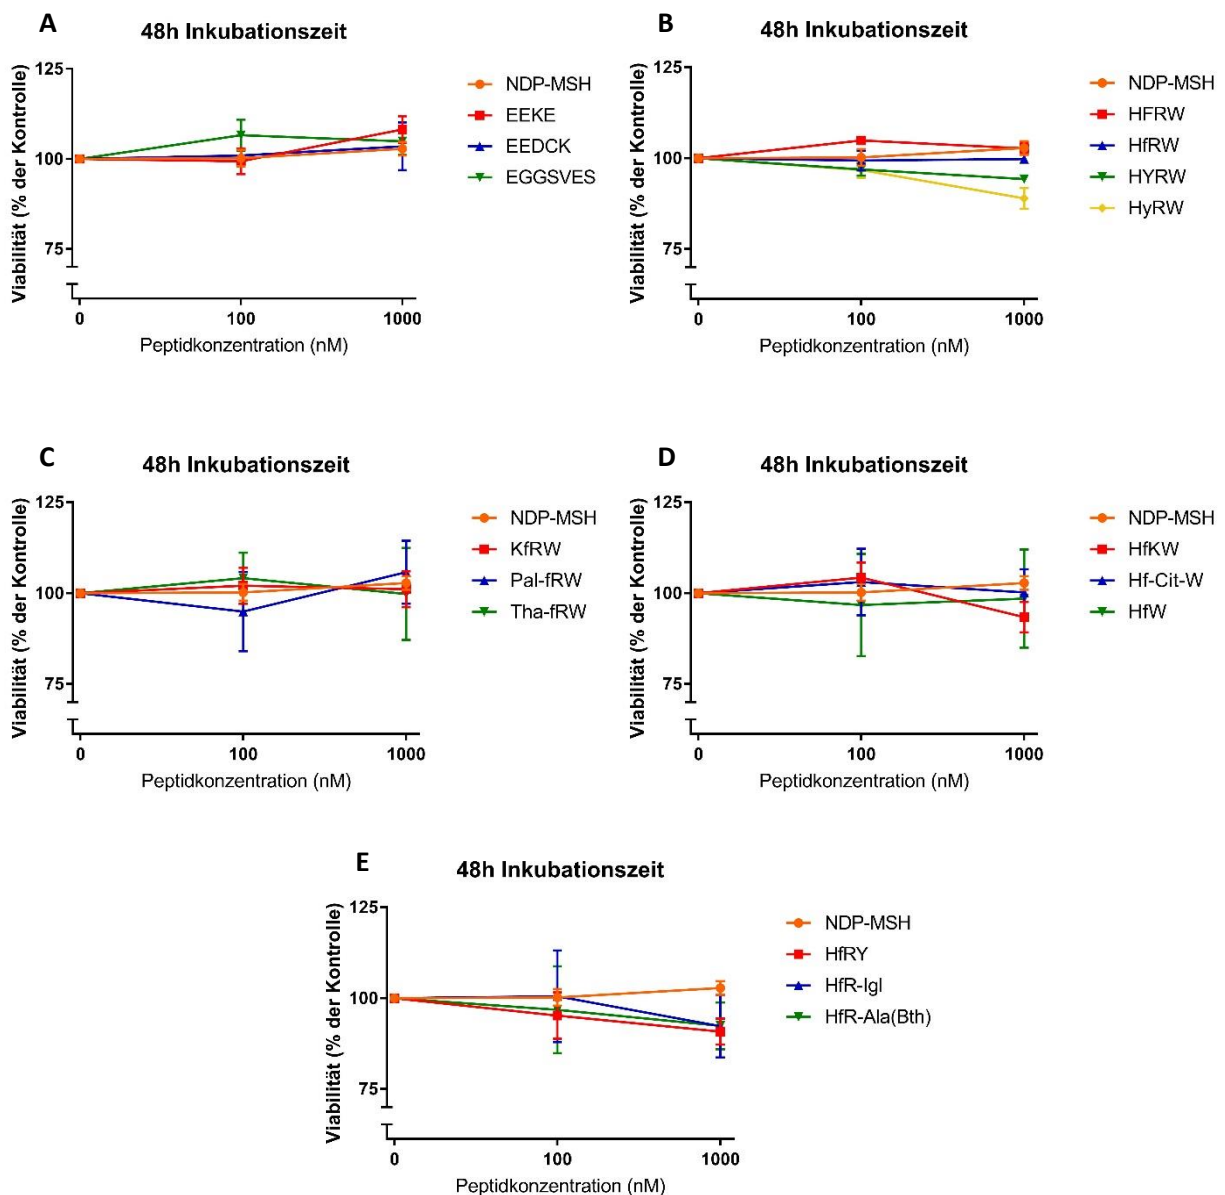 A
48h Inkubationszeit
Viabilität (% der Kontrolle)
125
100
75
0
100
1000
Peptidkonzentration (nM)
NDP-MSH
EEKE
EEDCK
EGGSVES
B
48h Inkubationszeit
Viabilität (% der Kontrolle)
125
100
75
0
100
1000
Peptidkonzentration (nM)
NDP-MSH
HFRW
HfRW
HYRW
HyRW
C
48h Inkubationszeit
Viabilität (% der Kontrolle)
125
100
75
0
100
1000
Peptidkonzentration (nM)
NDP-MSH
KfRW
Pal-fRW
Tha-fRW
D
48h Inkubationszeit
Viabilität (% der Kontrolle)
125
100
75
0
100
1000
Peptidkonzentration (nM)
NDP-MSH
HfKW
Hf-Cit-W
HfW
E
48h Inkubationszeit
Viabilität (% der Kontrolle)
125
100
75
0
100
1000
Peptidkonzentration (nM)
NDP-MSH
HfRY
HfR-Igl
HfR-Ala(Bth)